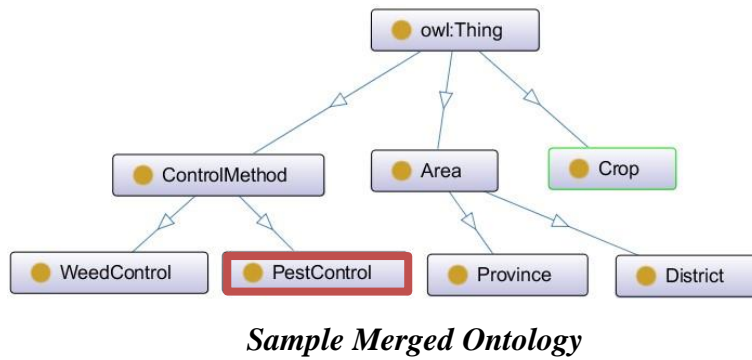 owl:Thing
ControlMethod
Area
Crop
WeedControl
PestControl
Province
District
Sample Merged Ontology